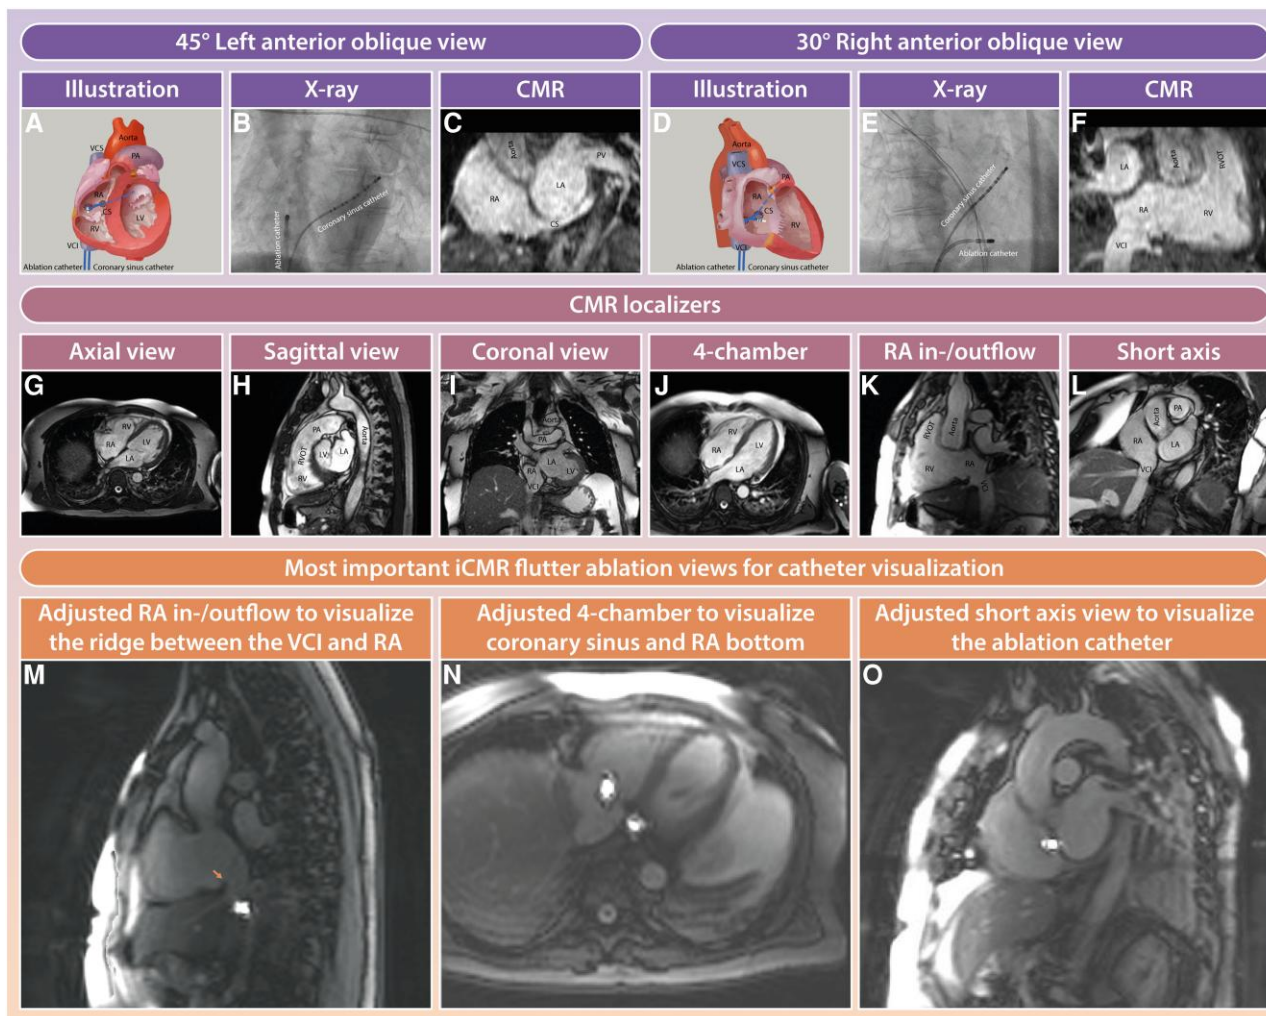 45° Left anterior oblique view
30° Right anterior oblique view
Illustration
X-ray
CMR
Illustration
X-ray
CMR
A
Aorta
VCS
PA
RA
CS
LV
RV
VCI
Ablation catheter
Coronary sinus catheter
B
Coronary sinus catheter
Ablation catheter
C
Aorta
PV
LA
RA
CS
D
Aorta
VCS
PA
RA
CS
RV
VCI
Ablation catheter
Coronary sinus catheter
E
Coronary sinus catheter
Ablation catheter
F
LA
Aorta
RVOT
RA
RV
VCI
CMR localizers
Axial view
Sagittal view
Coronal view
4-chamber
RA in-/outflow
Short axis
G
RV
LV
RA
LA
H
PA
Aorta
RVOT
LV
LA
RV
I
Aorta
PA
LA
RA
LV
VCI
J
RV
LV
RA
LA
K
RVOT
Aorta
RV
RA
L
Aorta
PA
RA
LA
VCI
Most important iCMR flutter ablation views for catheter visualization
Adjusted RA in-/outflow to visualize
the ridge between the VCI and RA
Adjusted 4-chamber to visualize
coronary sinus and RA bottom
Adjusted short axis view to visualize
the ablation catheter
M
N
O